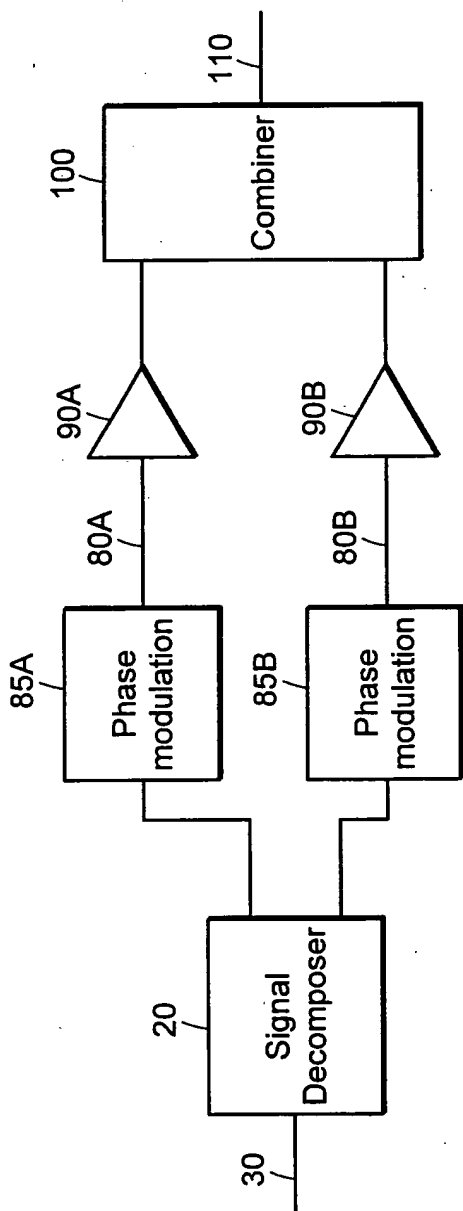 30
20
Signal
Decomposer
85A
Phase
modulation
85B
Phase
modulation
80A
80B
90A
90B
100
Combiner
110